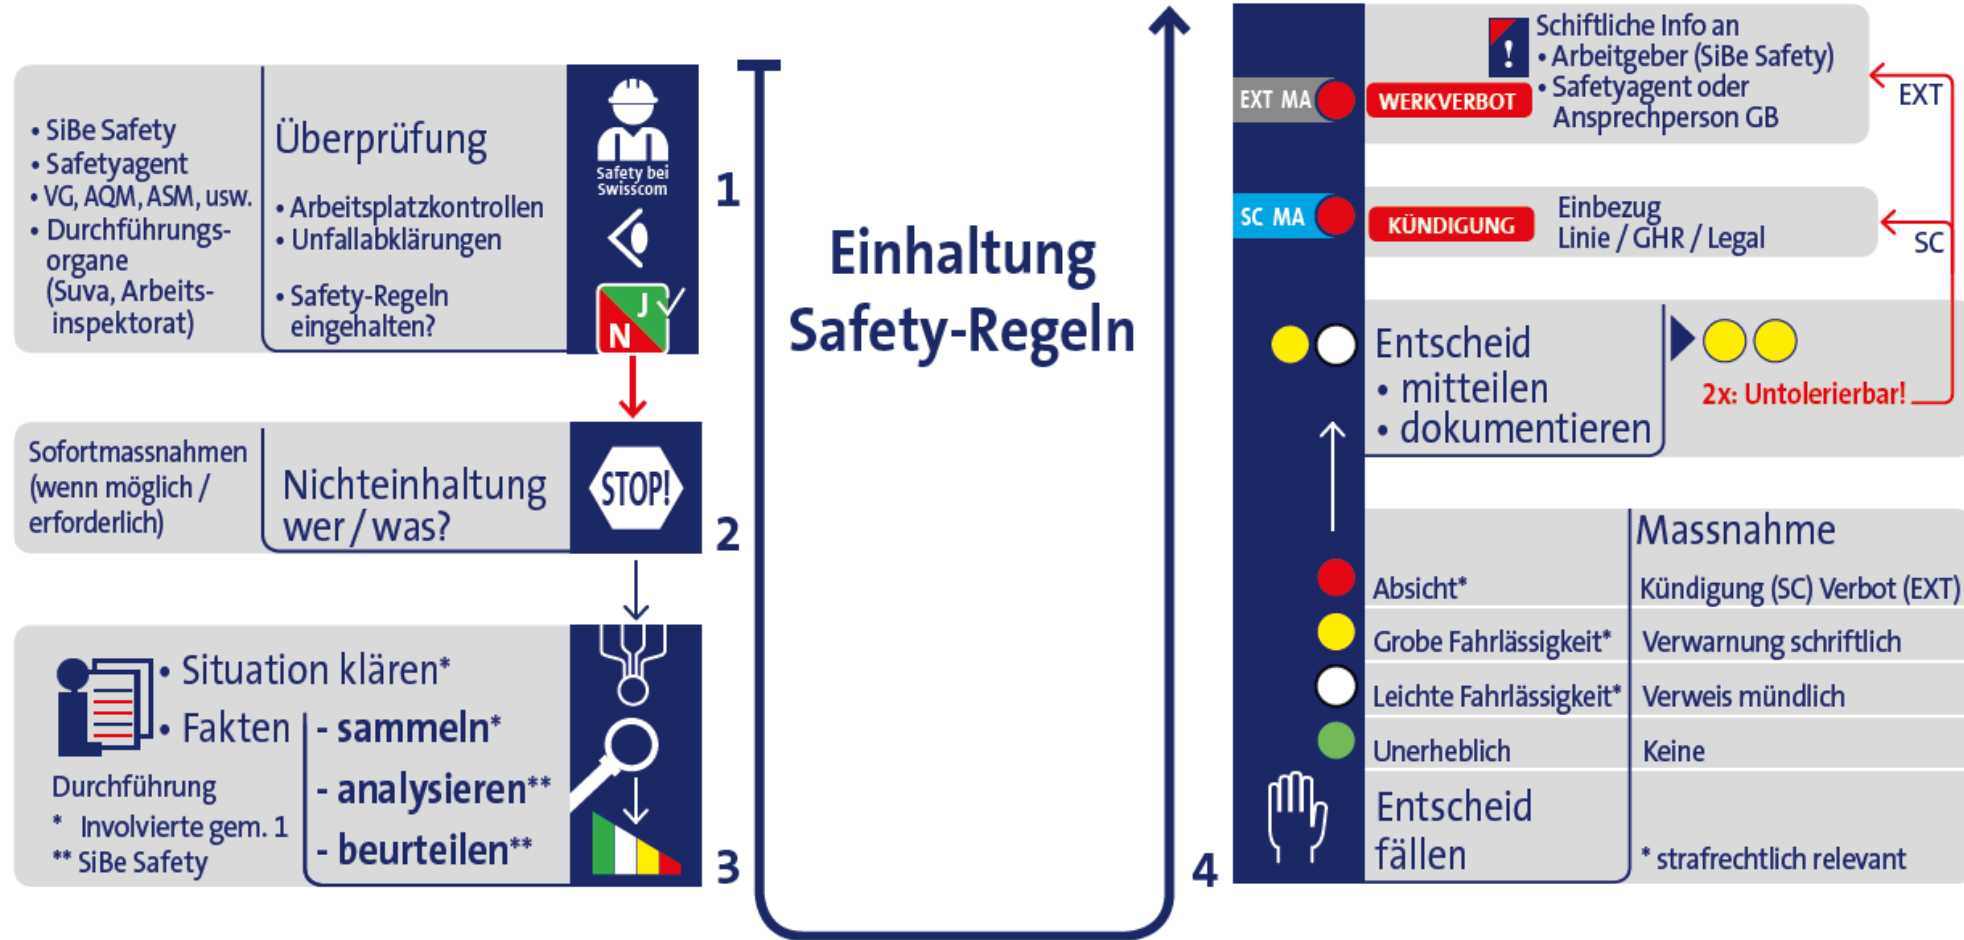 • SiBe Safety
• Safetyagent
• VG, AQM, ASM, usw.
• Durchführungs-
organe
(Suva, Arbeits-
inspektorat)
Überprüfung
• Arbeitsplatzkontrollen
• Unfallabklärungen
• Safety-Regeln
eingehalten?
Safety bei
Swisscom
J
N
1
Sofortmassnahmen
(wenn möglich /
erforderlich)
Nichteinhaltung
wer / was?
STOP!
2
• Situation klären*
• Fakten
- sammeln*
- analysieren**
- beurteilen**
Durchführung
* Involvierte gem. 1
** SiBe Safety
3
Einhaltung
Safety-Regeln
4
EXT MA
WERKVERBOT
!
Schiftliche Info an
• Arbeitgeber (SiBe Safety)
• Safetyagent oder
Ansprechperson GB
EXT
SC MA
KÜNDIGUNG
Einbezug
Linie / GHR / Legal
SC
Entscheid
• mitteilen
• dokumentieren
2x: Untolerierbar!
Massnahme
Absicht* Kündigung (SC) Verbot (EXT)
Grobe Fahrlässigkeit* Verwarnung schriftlich
Leichte Fahrlässigkeit* Verweis mündlich
Unerheblich Keine
Entscheid
fällen
* strafrechtlich relevant